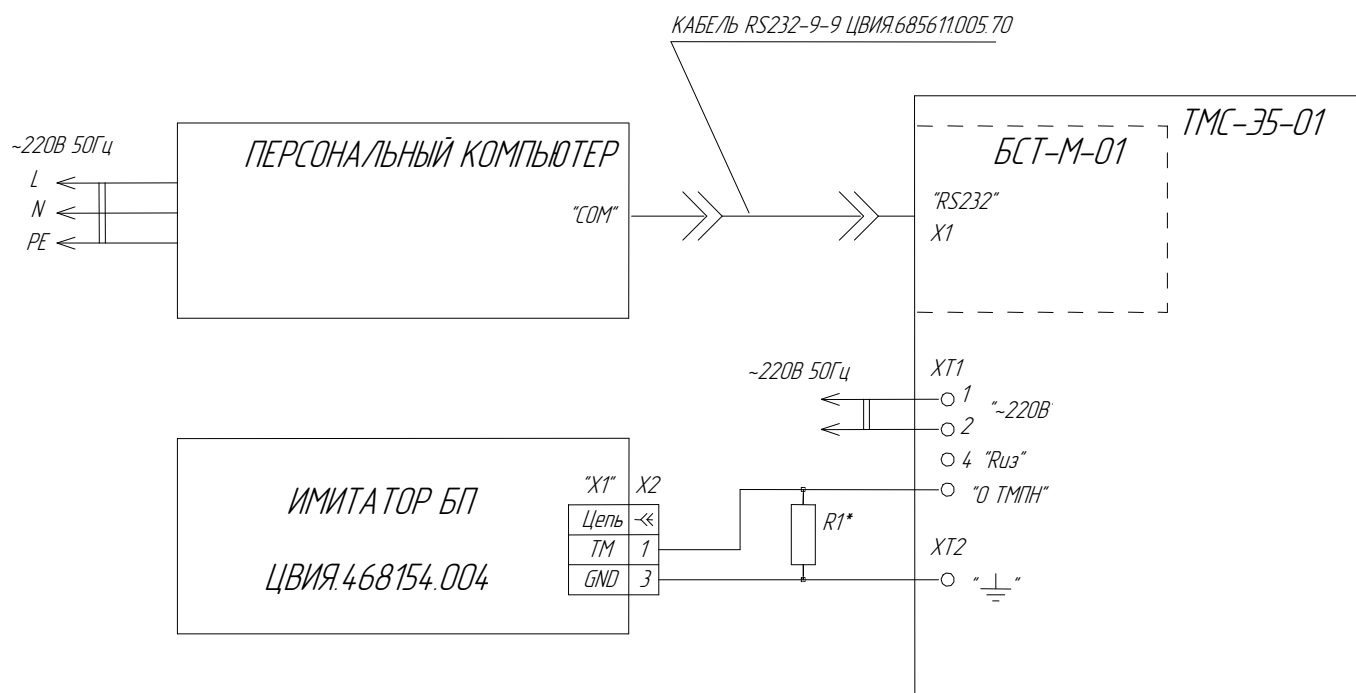 КАБЕЛЬ RS232-9-9 ЦВИЯ.685611.005.70
ТМС-Э5-01
~220В 50Гц
ПЕРСОНАЛЬНЫЙ КОМПЬЮТЕР
БСТ-М-01
L
N
PE
"COM"
"RS232"
X1
~220В 50Гц
XT1
1
"~220В"
2
4 "Rиз"
"0 ТМПН"
ИМИТАТОР БП
ЦВИЯ.468154.004
"X1" X2
Цепь
ТМ 1
GND 3
R1*
XT2
" "